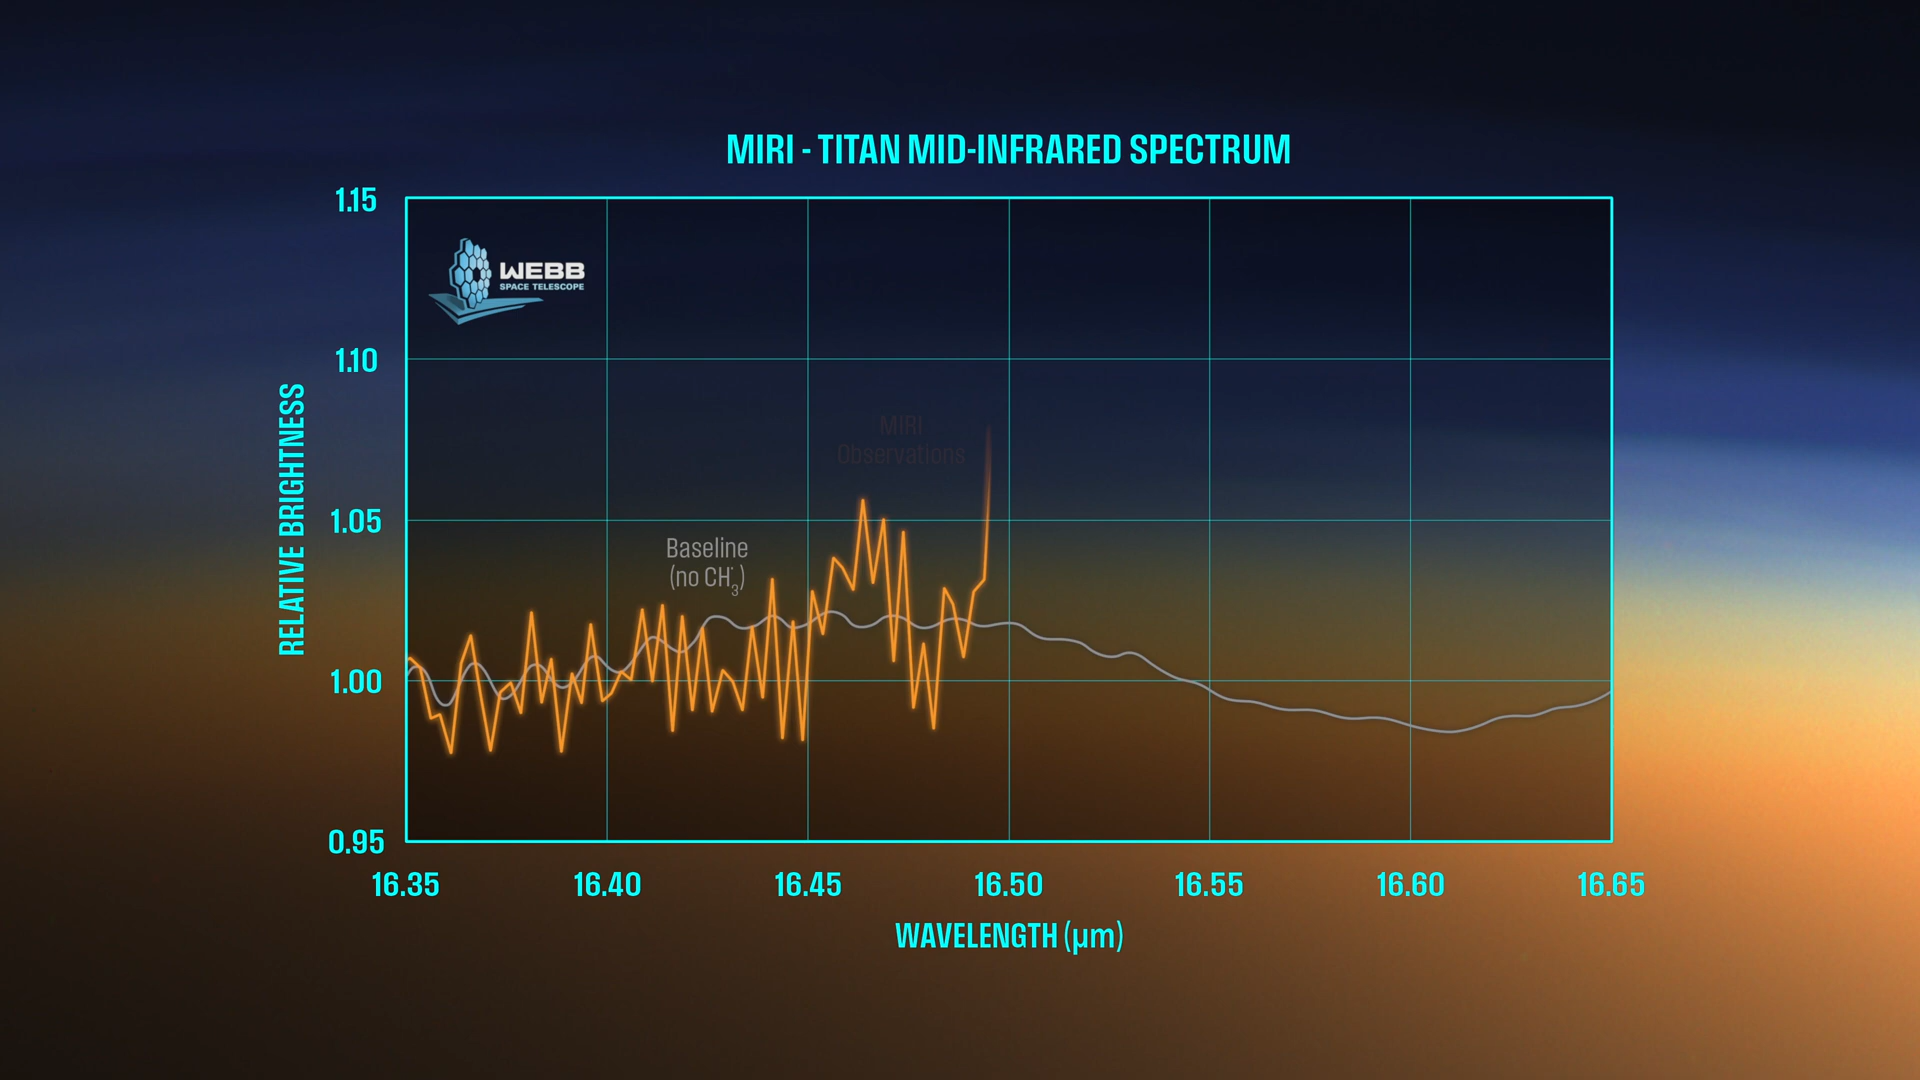 MIRI - TITAN MID-INFRARED SPECTRUM
WEBB
SPACE TELESCOPE
RELATIVE BRIGHTNESS
1.15
1.10
1.05
1.00
0.95
MIRI
Observations
Baseline
(no CH₃˙)
16.35 16.40 16.45 16.50 16.55 16.60 16.65
WAVELENGTH (µm)